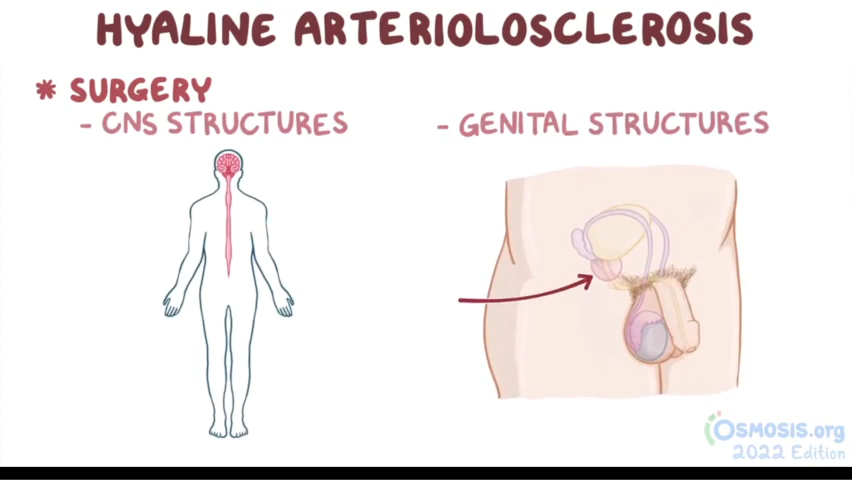 HYALINE ARTERIOLOSCLEROSIS
* SURGERY
- CNS STRUCTURES
- GENITAL STRUCTURES
OSMOSIS.org
2022 Edition